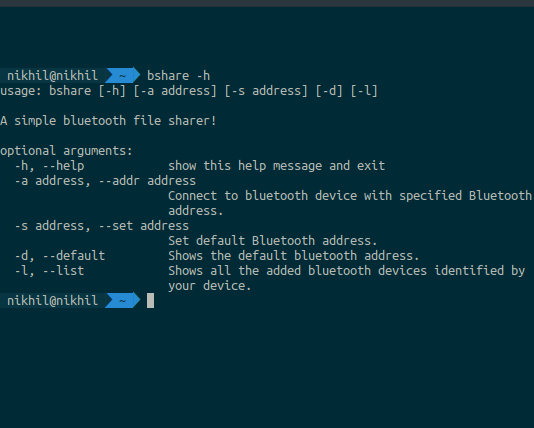 nikhil@nikhil ~ bshare -h
usage: bshare [-h] [-a address] [-s address] [-d] [-l]
A simple bluetooth file sharer!
optional arguments:
-h, --help show this help message and exit
-a address, --addr address
Connect to bluetooth device with specified Bluetooth
address.
-s address, --set address
Set default Bluetooth address.
-d, --default Shows the default bluetooth address.
-l, --list Shows all the added bluetooth devices identified by
your device.
nikhil@nikhil ~